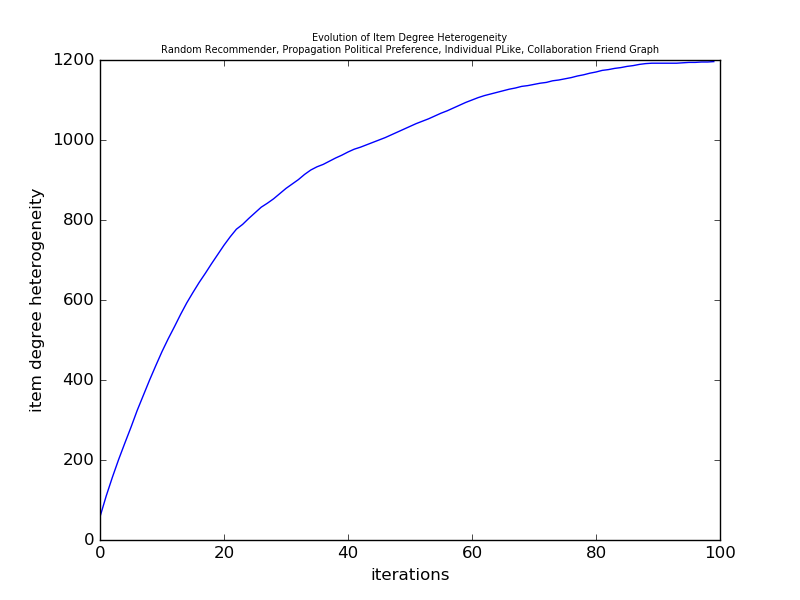 Evolution of Item Degree Heterogeneity
Random Recommender, Propagation Political Preference, Individual PLike, Collaboration Friend Graph
1200
1000
800
600
400
200
0
item degree heterogeneity
0 20 40 60 80 100
iterations